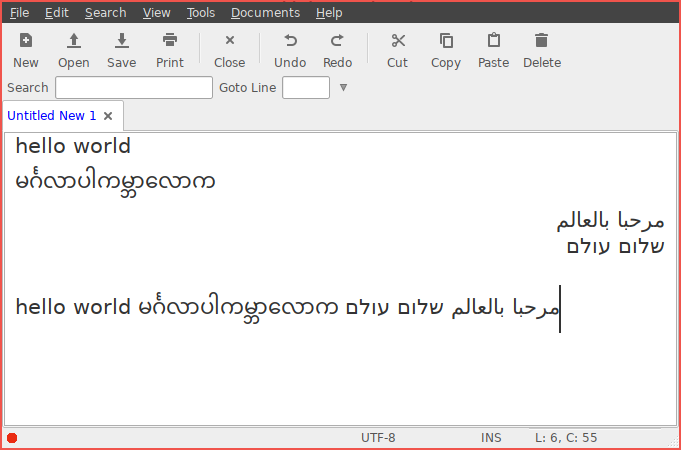 File Edit Search View Tools Documents Help
New Open Save Print Close Undo Redo Cut Copy Paste Delete
Search Goto Line
Untitled New 1
hello world
မင်္ဂလာပါကမ္ဘာလောက
مرحبا بالعالم
שלום עולם
hello world မင်္ဂလာပါကမ္ဘာလောက مرحبا بالعالم שלום עולם
UTF-8 INS L: 6, C: 55